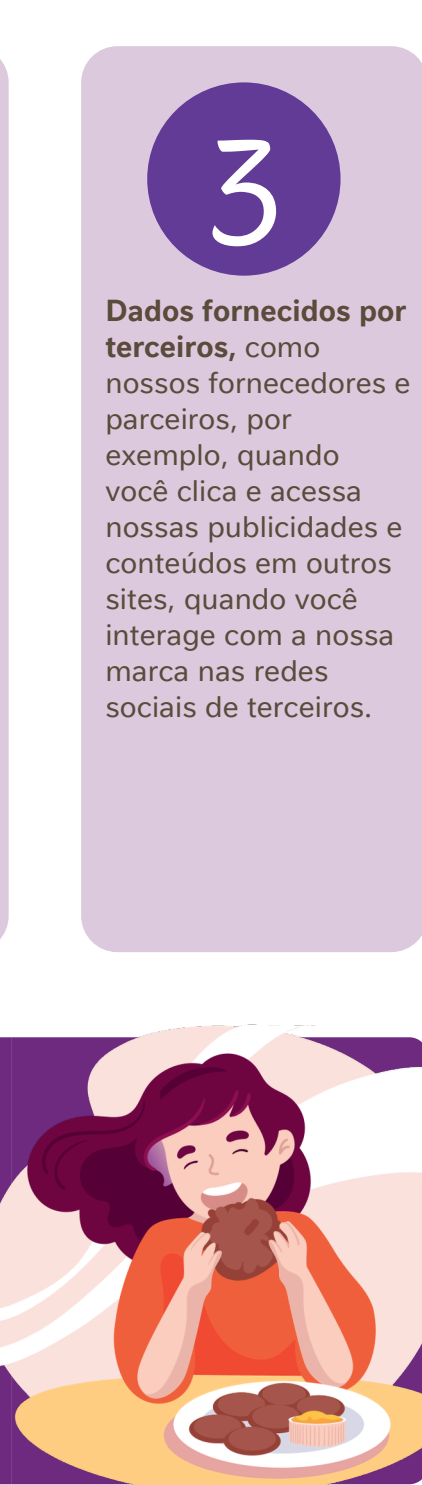 3
Dados fornecidos por
terceiros, como
nossos fornecedores e
parceiros, por
exemplo, quando
você clica e acessa
nossas publicidades e
conteúdos em outros
sites, quando você
interage com a nossa
marca nas redes
sociais de terceiros.